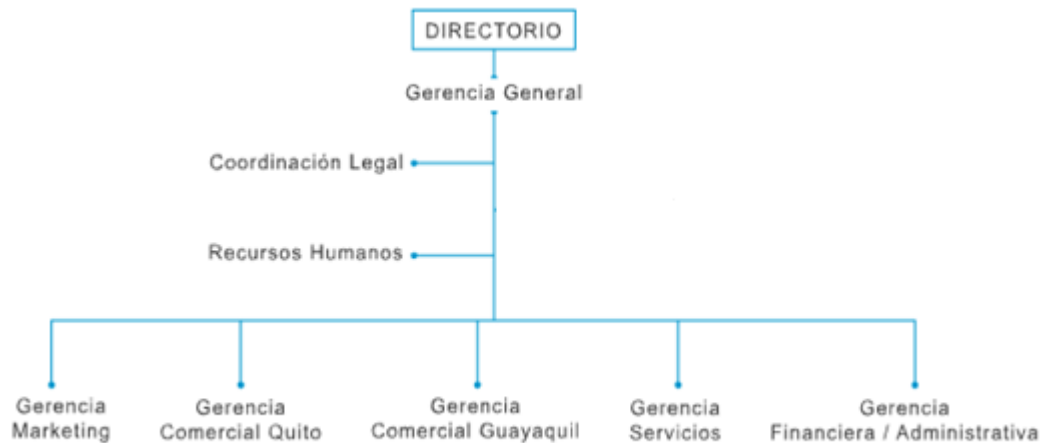 DIRECTORIO
Gerencia General
Coordinación Legal
Recursos Humanos
Gerencia
Marketing
Gerencia
Comercial Quito
Gerencia
Comercial Guayaquil
Gerencia
Servicios
Gerencia
Financiera / Administrativa